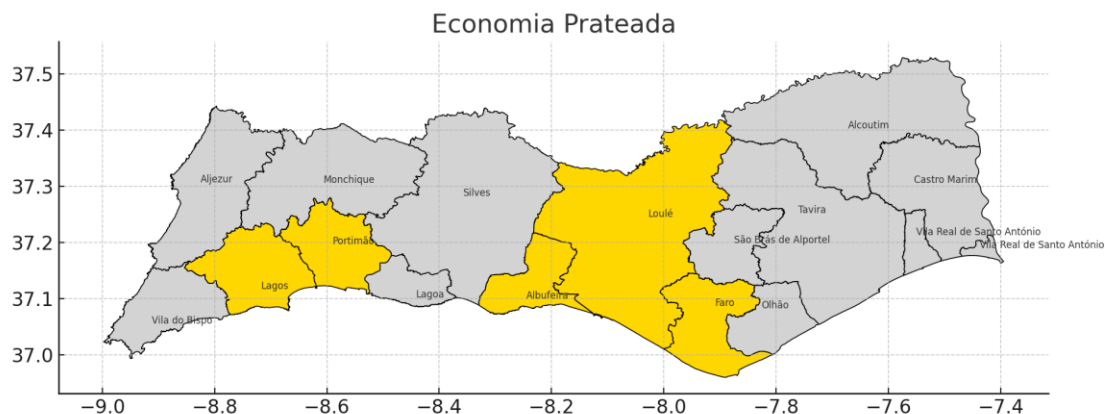 Economia Prateada
37.5
37.4
37.3
37.2
37.1
37.0
Alcoutim
Aljezur
Monchique
Castro Marim
Silves
Loulé
Tavira
Portimão
São Brás de Alportel
Vila Real de Santo António
Vila Real de Santo António
Lagos
Lagoa
Albufeira
Faro
Olhão
Vila do Bispo
−9.0 −8.8 −8.6 −8.4 −8.2 −8.0 −7.8 −7.6 −7.4